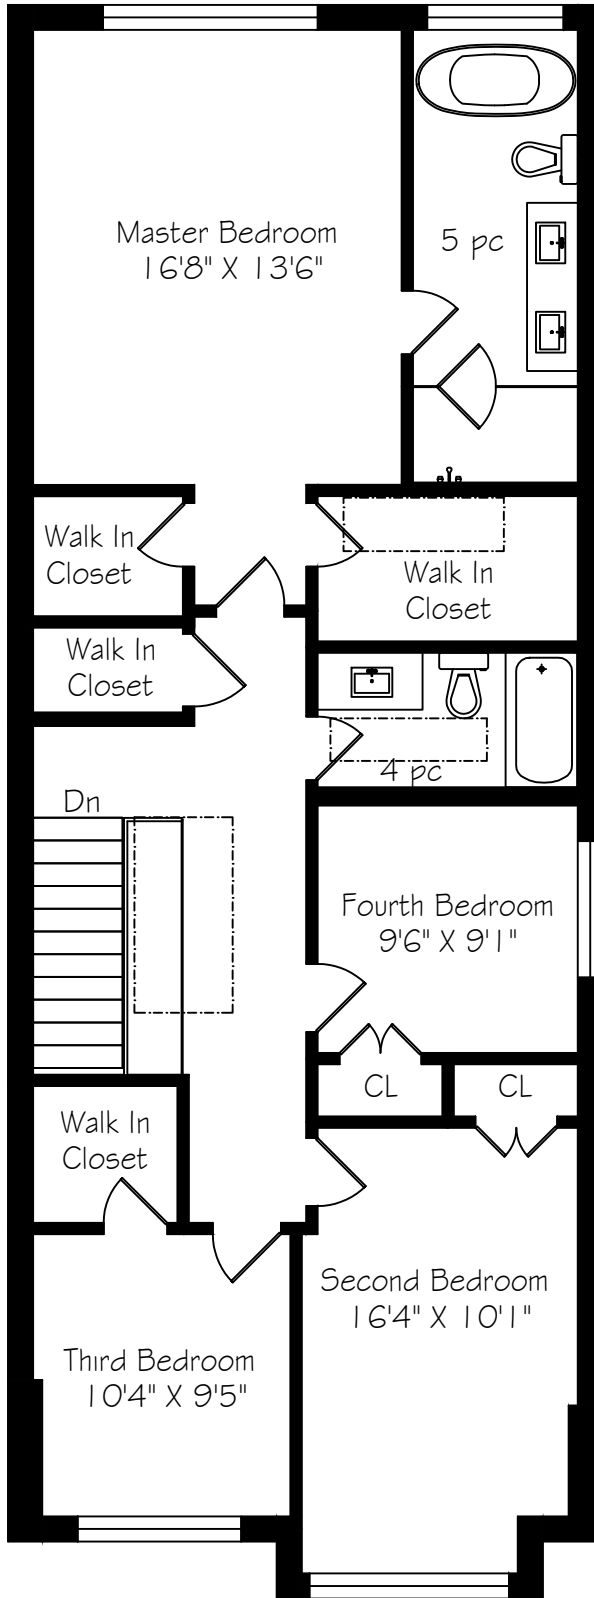 Master Bedroom
16'8" X 13'6"
5 pc
Walk In
Closet
Walk In
Closet
Walk In
Closet
4 pc
Dn
Fourth Bedroom
9'6" X 9'1"
CL
CL
Walk In
Closet
Second Bedroom
16'4" X 10'1"
Third Bedroom
10'4" X 9'5"